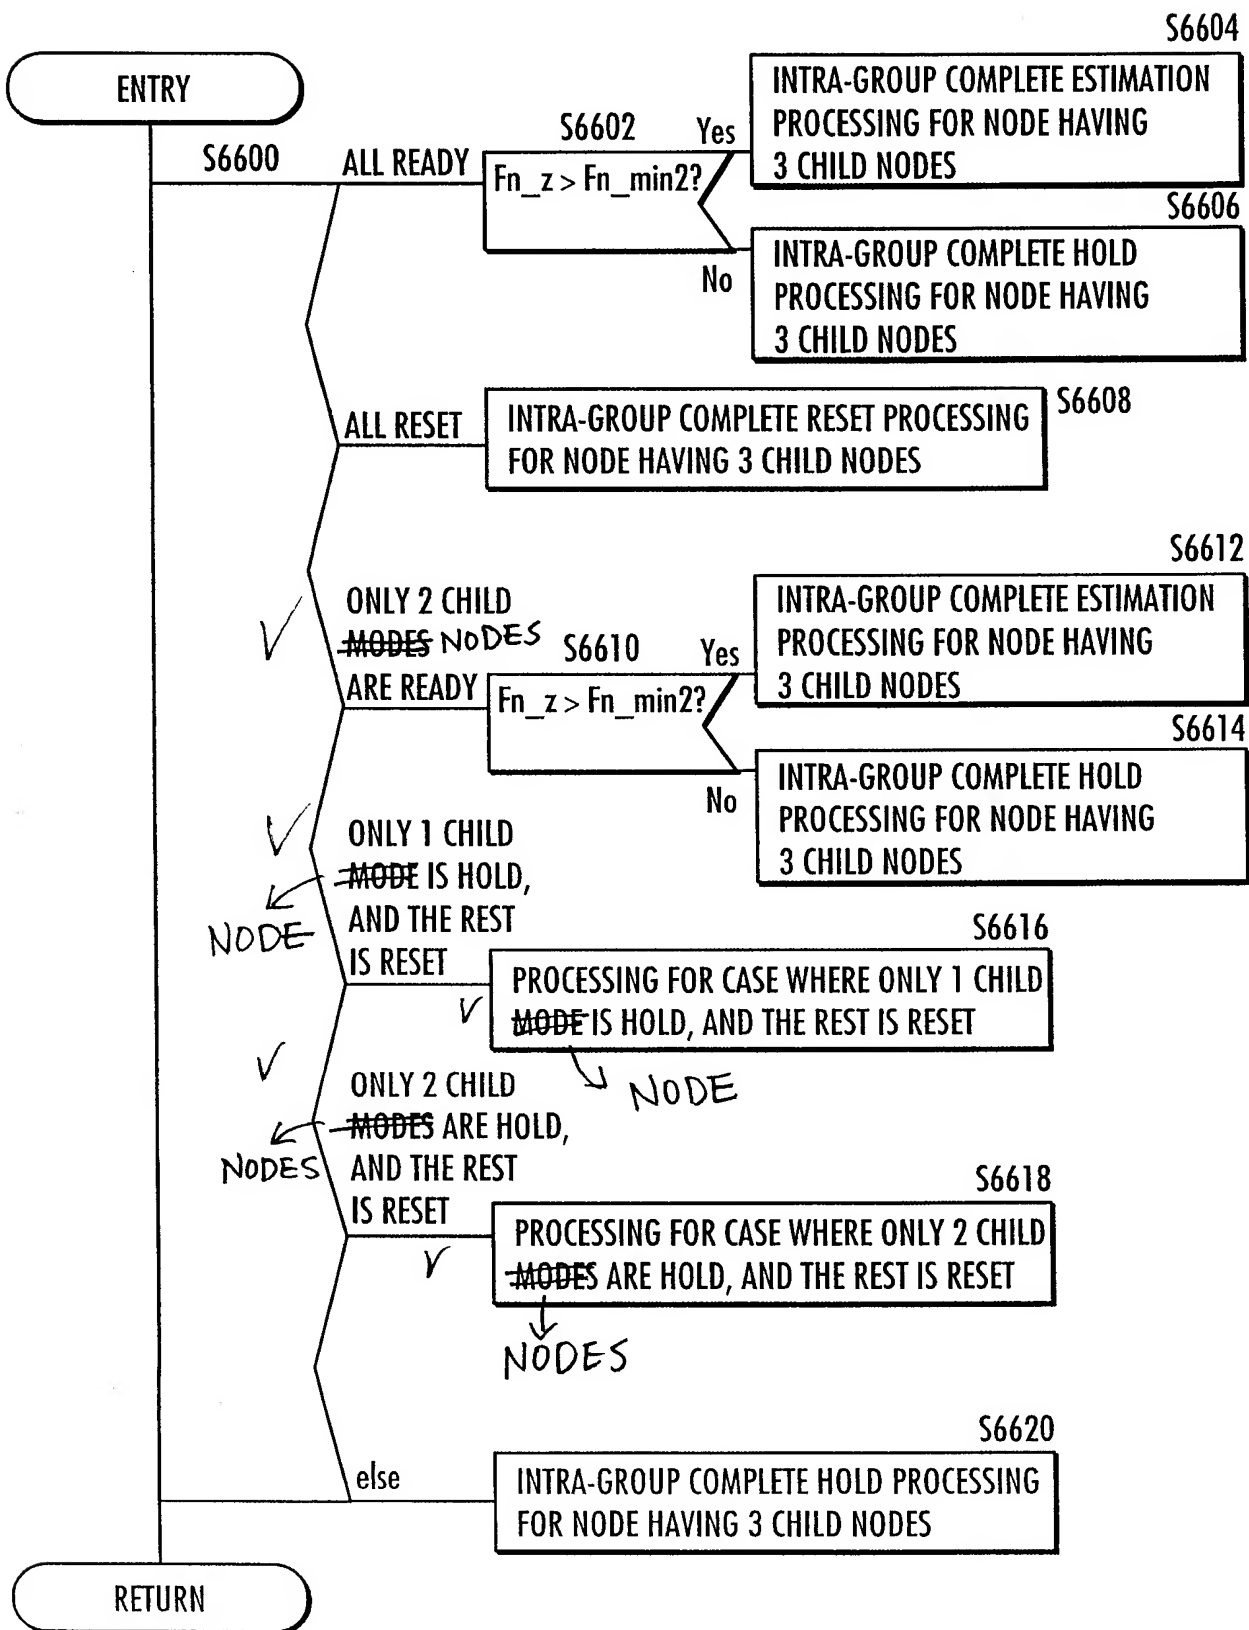 S6604
ENTRY
INTRA-GROUP COMPLETE ESTIMATION
PROCESSING FOR NODE HAVING
3 CHILD NODES
S6600
ALL READY
S6602
Yes
Fn_z > Fn_min2?
No
S6606
INTRA-GROUP COMPLETE HOLD
PROCESSING FOR NODE HAVING
3 CHILD NODES
ALL RESET
INTRA-GROUP COMPLETE RESET PROCESSING
FOR NODE HAVING 3 CHILD NODES
S6608
S6612
ONLY 2 CHILD
MODES NODES
ARE READY
S6610
Yes
Fn_z > Fn_min2?
No
INTRA-GROUP COMPLETE ESTIMATION
PROCESSING FOR NODE HAVING
3 CHILD NODES
S6614
INTRA-GROUP COMPLETE HOLD
PROCESSING FOR NODE HAVING
3 CHILD NODES
ONLY 1 CHILD
MODE IS HOLD,
NODE
AND THE REST
IS RESET
S6616
PROCESSING FOR CASE WHERE ONLY 1 CHILD
MODE IS HOLD, AND THE REST IS RESET
NODE
ONLY 2 CHILD
MODES ARE HOLD,
NODES
AND THE REST
IS RESET
S6618
PROCESSING FOR CASE WHERE ONLY 2 CHILD
MODES ARE HOLD, AND THE REST IS RESET
NODES
S6620
else
INTRA-GROUP COMPLETE HOLD PROCESSING
FOR NODE HAVING 3 CHILD NODES
RETURN